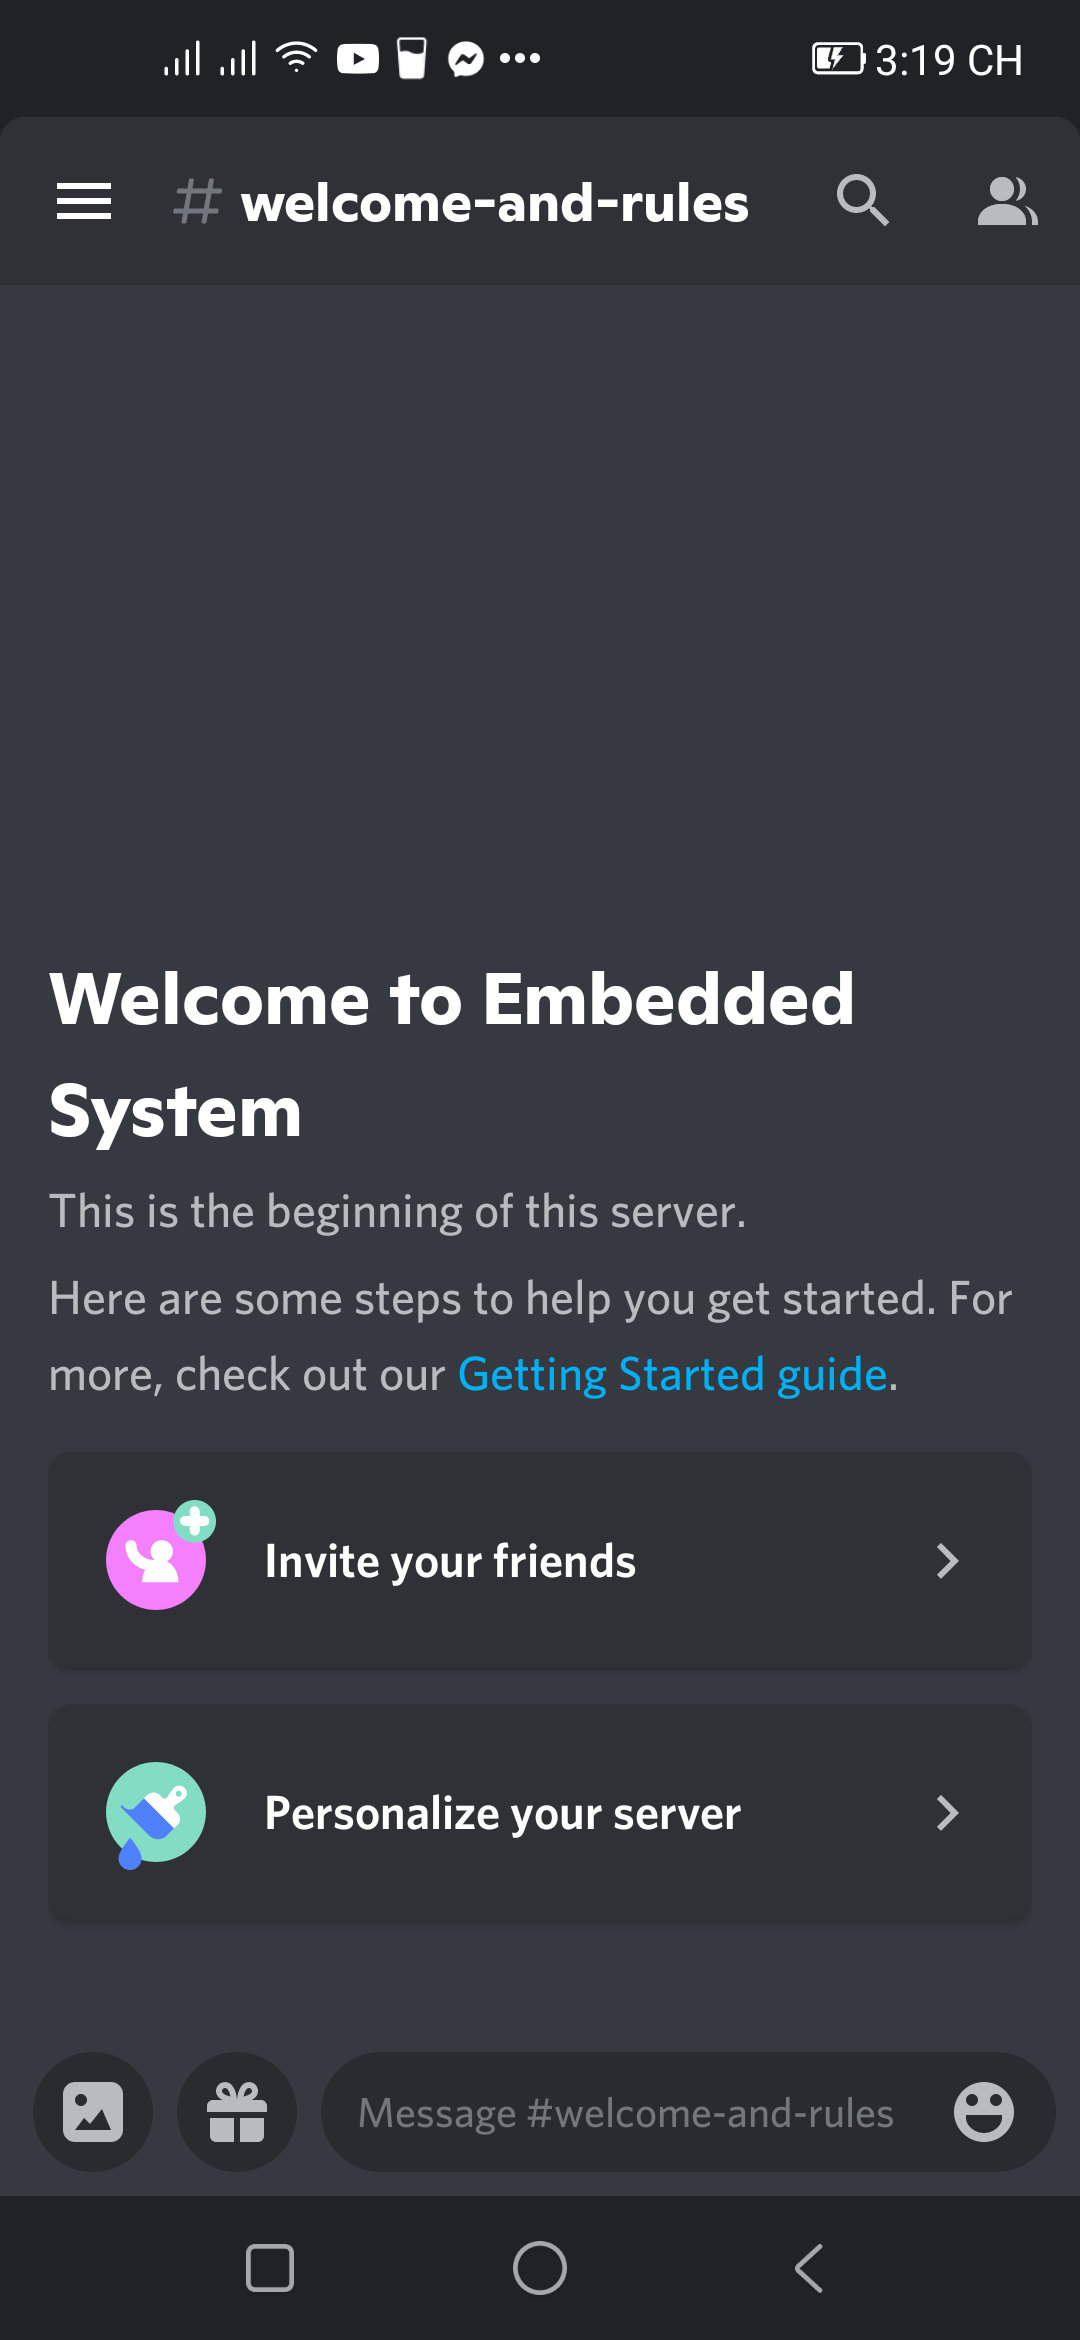 3:19 CH
# welcome-and-rules
Welcome to Embedded
System
This is the beginning of this server.
Here are some steps to help you get started. For
more, check out our Getting Started guide.
Invite your friends
Personalize your server
Message #welcome-and-rules